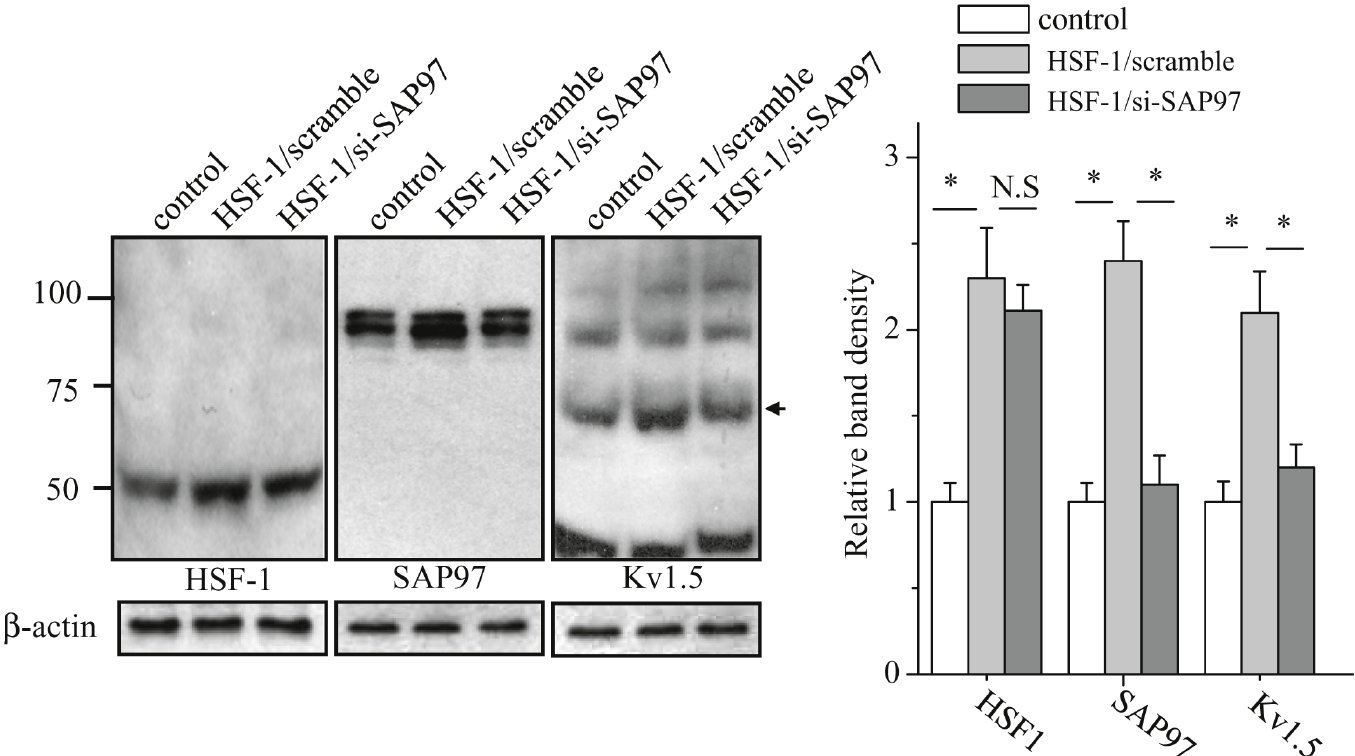 control
HSF-1/scramble
HSF-1/si-SAP97
control
HSF-1/scramble
HSF-1/si-SAP97
control
HSF-1/scramble
HSF-1/si-SAP97
100
75
50
HSF-1
SAP97
Kv1.5
β-actin
control
HSF-1/scramble
HSF-1/si-SAP97
Relative band density
3
2
1
0
* N.S
* *
* *
HSF1
SAP97
Kv1.5